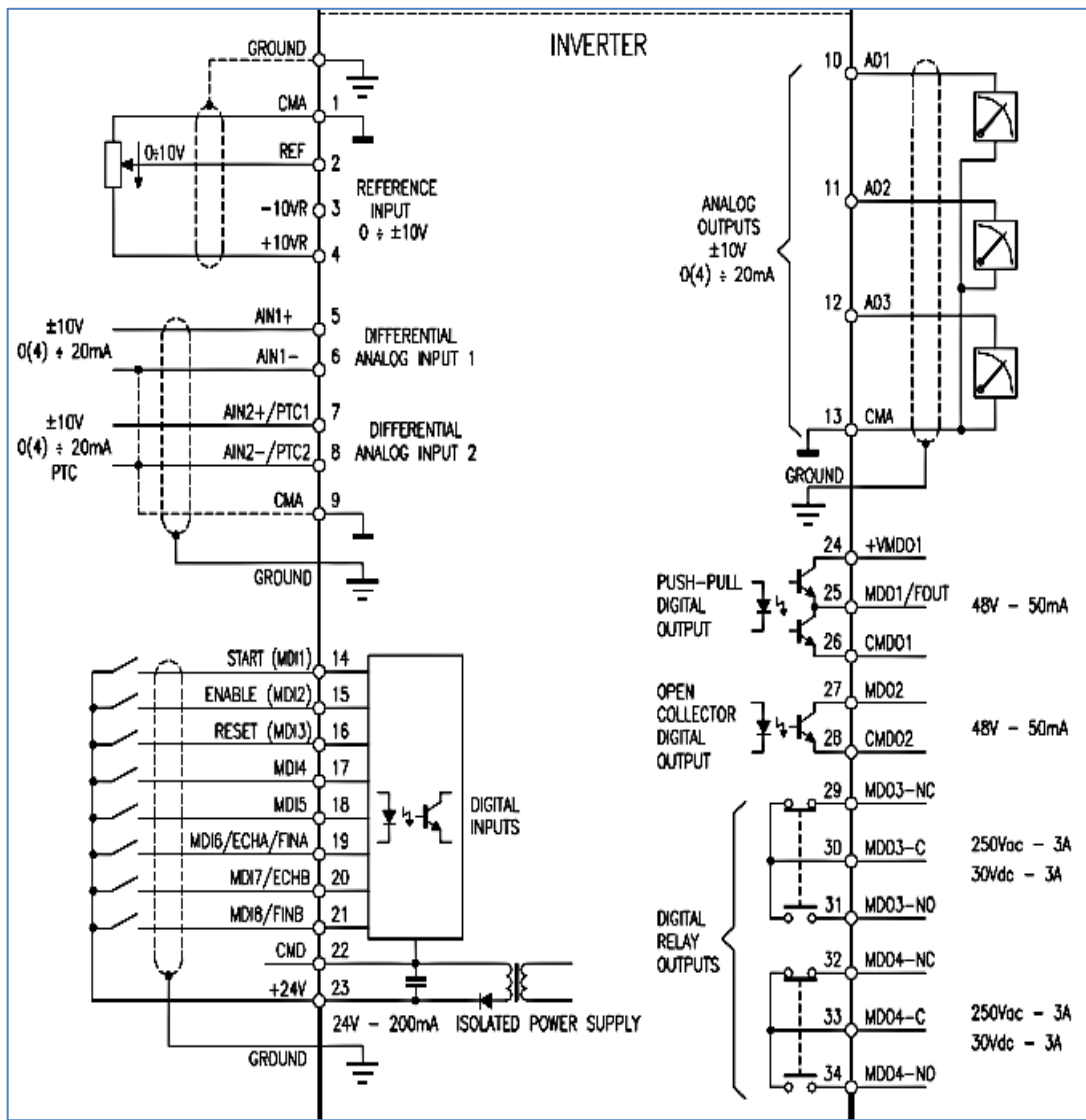 INVERTER
GROUND
CMA 1
0÷10V
REF 2
-10VR 3
+10VR 4
REFERENCE
INPUT
0 ÷ ±10V
±10V
0(4) ÷ 20mA
AIN1+ 5
AIN1- 6
DIFFERENTIAL
ANALOG INPUT 1
±10V
0(4) ÷ 20mA
PTC
AIN2+/PTC1 7
AIN2-/PTC2 8
DIFFERENTIAL
ANALOG INPUT 2
CMA 9
GROUND
START (MDI1) 14
ENABLE (MDI2) 15
RESET (MDI3) 16
MDI4 17
MDI5 18
MDI6/ECHA/FINA 19
MDI7/ECHB 20
MDI8/FINB 21
DIGITAL
INPUTS
CMD 22
+24V 23
24V - 200mA ISOLATED POWER SUPPLY
GROUND
10 AO1
11 AO2
ANALOG
OUTPUTS
±10V
0(4) ÷ 20mA
12 AO3
13 CMA
GROUND
24 +VMDO1
PUSH-PULL
DIGITAL
OUTPUT
25 MDO1/FOUT
48V - 50mA
26 CMDO1
OPEN
COLLECTOR
DIGITAL
OUTPUT
27 MDO2
48V - 50mA
28 CMDO2
29 MDO3-NC
30 MDO3-C
250Vac - 3A
30Vdc - 3A
31 MDO3-NO
DIGITAL
RELAY
OUTPUTS
32 MDO4-NC
33 MDO4-C
250Vac - 3A
30Vdc - 3A
34 MDO4-NO